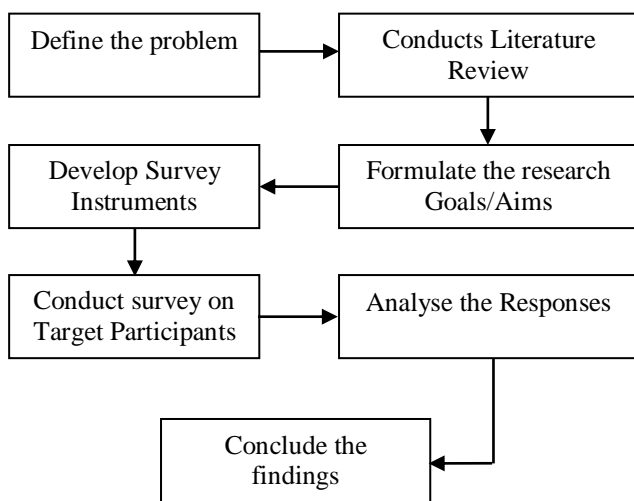 Define the problem
Conducts Literature
Review
Formulate the research
Goals/Aims
Develop Survey
Instruments
Conduct survey on
Target Participants
Analyse the Responses
Conclude the
findings